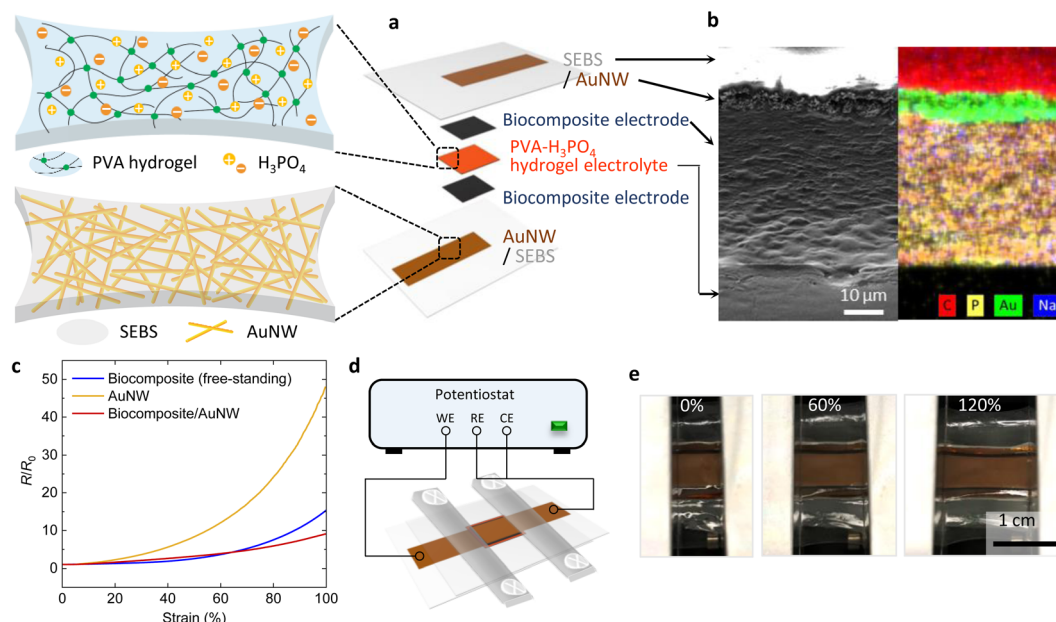 a
SEBS
/ AuNW
Biocomposite electrode
PVA-H₃PO₄
hydrogel electrolyte
Biocomposite electrode
AuNW
/ SEBS
PVA hydrogel
H₃PO₄
SEBS
AuNW
b
10 µm
C P Au Na
c
R/R₀
50
40
30
20
10
0
Biocomposite (free-standing)
AuNW
Biocomposite/AuNW
0 20 40 60 80 100
Strain (%)
d
Potentiostat
WE RE CE
e
0% 60% 120%
1 cm